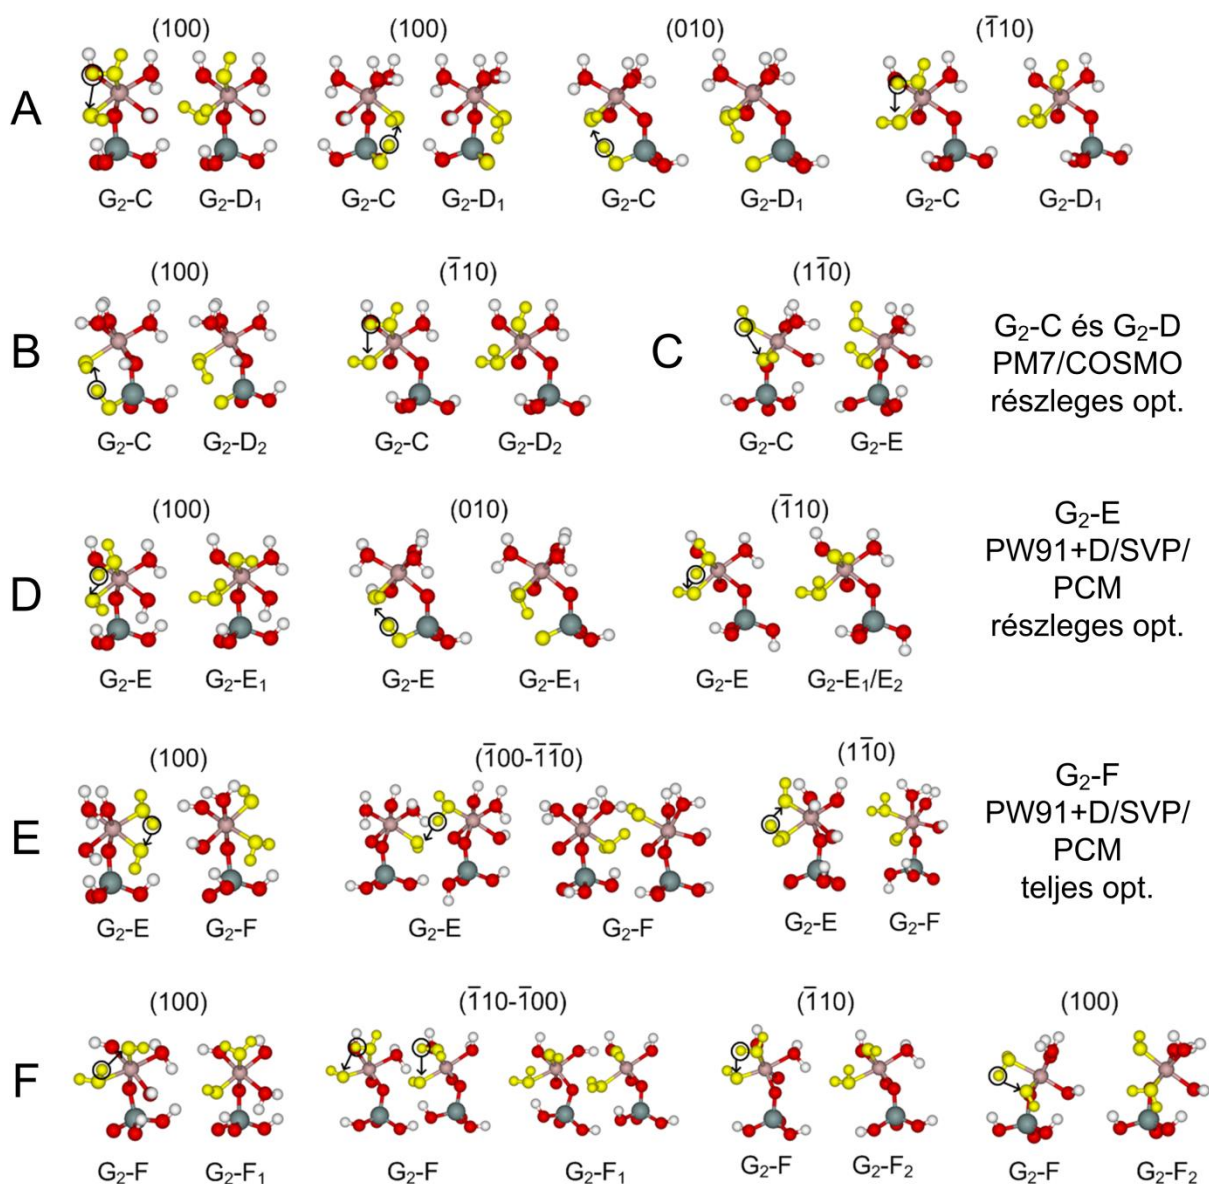 (100) (100) (010) (1̅10)
A
G₂-C G₂-D₁ G₂-C G₂-D₁ G₂-C G₂-D₁ G₂-C G₂-D₁
(100) (1̅10) (11̅0)
B C
G₂-C és G₂-D
PM7/COSMO
részleges opt.
G₂-C G₂-D₂ G₂-C G₂-D₂ G₂-C G₂-E
(100) (010) (1̅10)
D
G₂-E
PW91+D/SVP/
PCM
részleges opt.
G₂-E G₂-E₁ G₂-E G₂-E₁ G₂-E G₂-E₁/E₂
(100) (1̅00-1̅1̅0) (11̅0)
E
G₂-F
PW91+D/SVP/
PCM
teljes opt.
G₂-E G₂-F G₂-E G₂-F G₂-E G₂-F
(100) (1̅10-1̅00) (1̅10) (100)
F
G₂-F G₂-F₁ G₂-F G₂-F₁ G₂-F G₂-F₂ G₂-F G₂-F₂